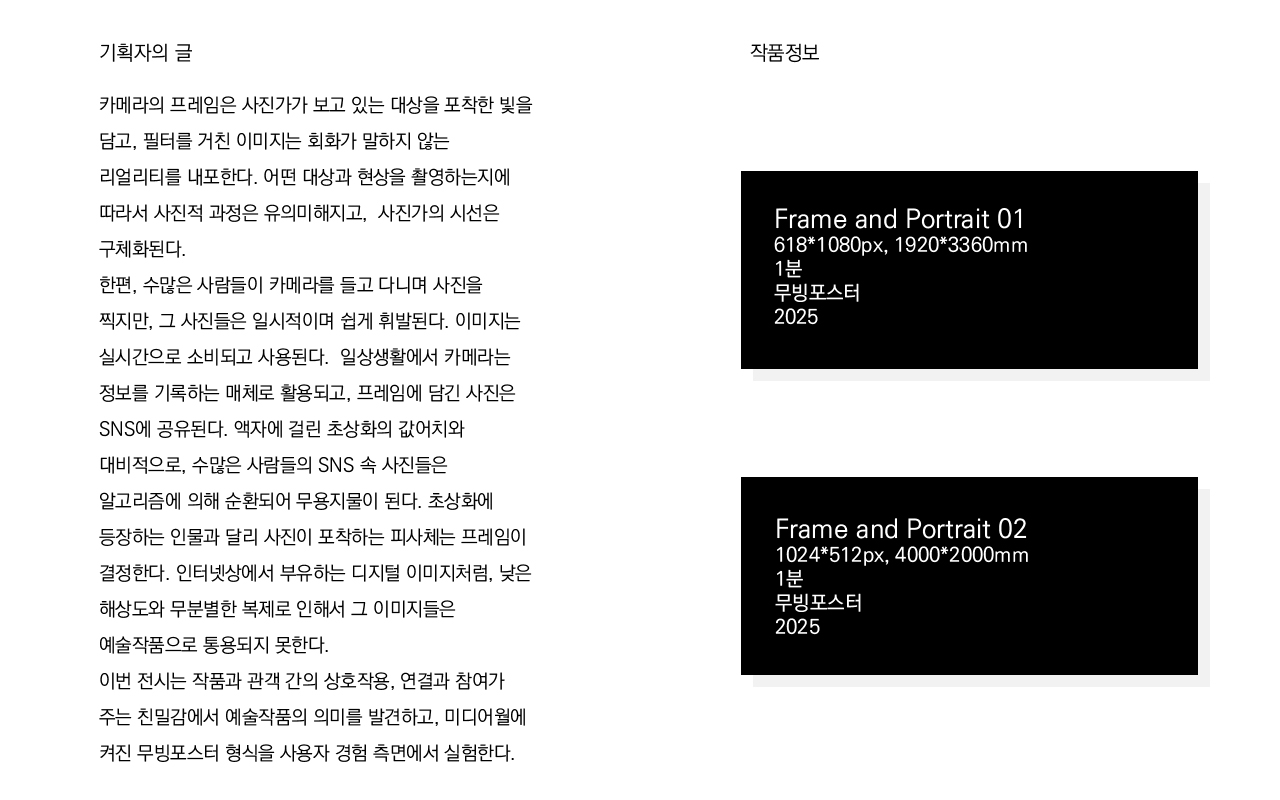 기획자의 글
카메라의 프레임은 사진가가 보고 있는 대상을 포착한 빛을
담고, 필터를 거친 이미지는 회화가 말하지 않는
리얼리티를 내포한다. 어떤 대상과 현상을 촬영하는지에
따라서 사진적 과정은 유의미해지고,  사진가의 시선은
구체화된다.
한편, 수많은 사람들이 카메라를 들고 다니며 사진을
찍지만, 그 사진들은 일시적이며 쉽게 휘발된다. 이미지는
실시간으로 소비되고 사용된다.  일상생활에서 카메라는
정보를 기록하는 매체로 활용되고, 프레임에 담긴 사진은
SNS에 공유된다. 액자에 걸린 초상화의 값어치와
대비적으로, 수많은 사람들의 SNS 속 사진들은
알고리즘에 의해 순환되어 무용지물이 된다. 초상화에
등장하는 인물과 달리 사진이 포착하는 피사체는 프레임이
결정한다. 인터넷상에서 부유하는 디지털 이미지처럼, 낮은
해상도와 무분별한 복제로 인해서 그 이미지들은
예술작품으로 통용되지 못한다.
이번 전시는 작품과 관객 간의 상호작용, 연결과 참여가
주는 친밀감에서 예술작품의 의미를 발견하고, 미디어월에
켜진 무빙포스터 형식을 사용자 경험 측면에서 실험한다.
작품정보
Frame and Portrait 01
618*1080px, 1920*3360mm
1분
무빙포스터
2025
Frame and Portrait 02
1024*512px, 4000*2000mm
1분
무빙포스터
2025